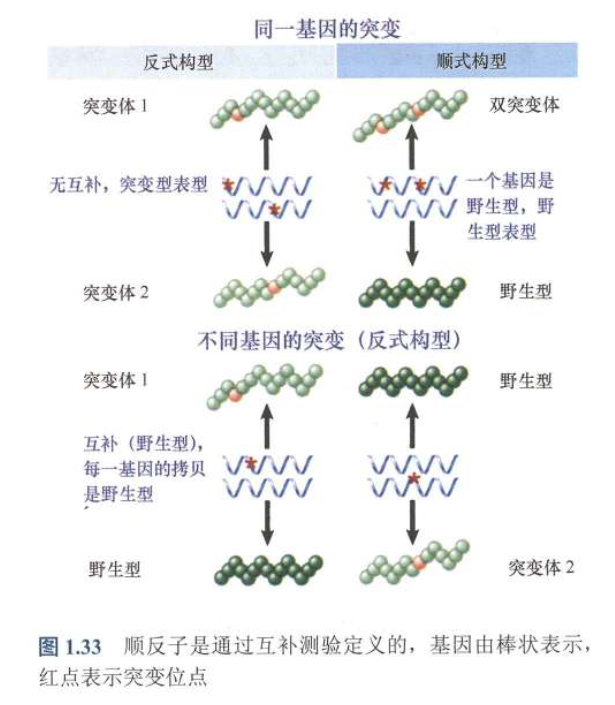 同一基因的突变
反式构型
顺式构型
突变体 1
双突变体
无互补，突变型表型
一个基因是
野生型，野
生型表型
突变体 2
野生型
不同基因的突变（反式构型）
突变体 1
野生型
互补（野生型），
每一基因的拷贝
是野生型
野生型
突变体 2
图 1.33 顺反子是通过互补测验定义的，基因由棒状表示，
红点表示突变位点